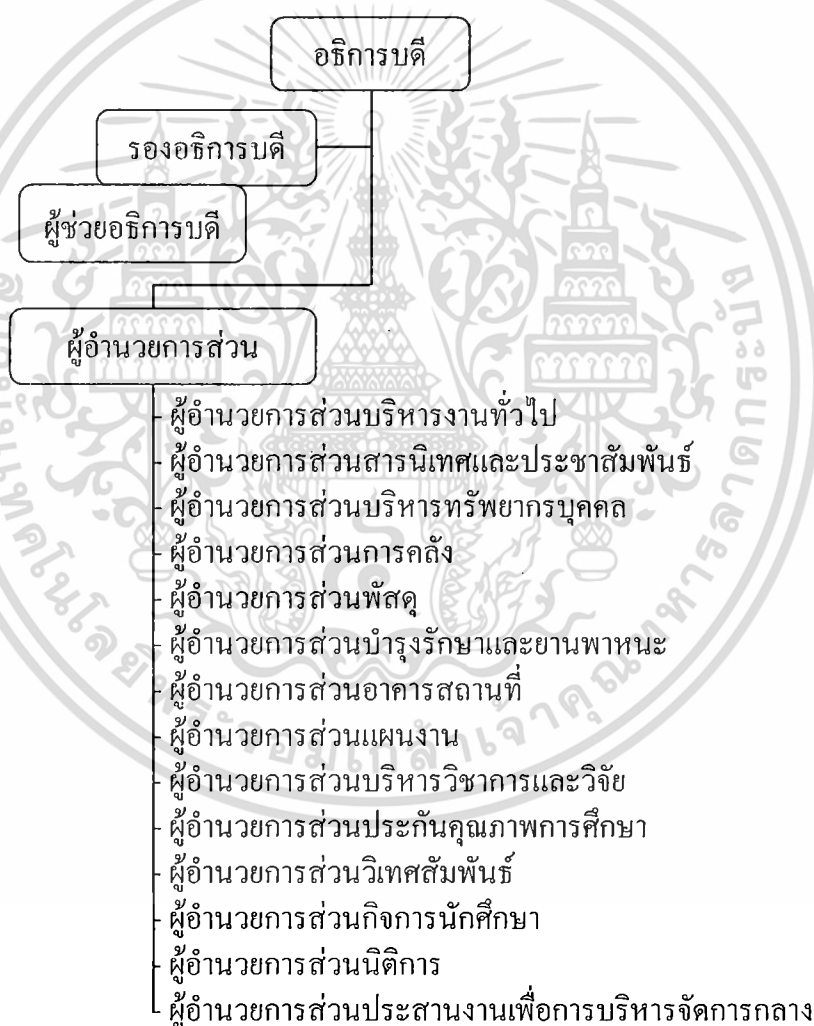 อธิการบดี
รองอธิการบดี
ผู้ช่วยอธิการบดี
ผู้อำนวยการส่วน
- ผู้อำนวยการส่วนบริหารงานทั่วไป
- ผู้อำนวยการส่วนสารนิเทศและประชาสัมพันธ์
- ผู้อำนวยการส่วนบริหารทรัพยากรบุคคล
- ผู้อำนวยการส่วนการคลัง
- ผู้อำนวยการส่วนพัสดุ
- ผู้อำนวยการส่วนบำรุงรักษาและยานพาหนะ
- ผู้อำนวยการส่วนอาคารสถานที่
- ผู้อำนวยการส่วนแผนงาน
- ผู้อำนวยการส่วนบริหารวิชาการและวิจัย
- ผู้อำนวยการส่วนประกันคุณภาพการศึกษา
- ผู้อำนวยการส่วนวิเทศสัมพันธ์
- ผู้อำนวยการส่วนกิจการนักศึกษา
- ผู้อำนวยการส่วนนิติการ
- ผู้อำนวยการส่วนประสานงานเพื่อการบริหารจัดการกลาง